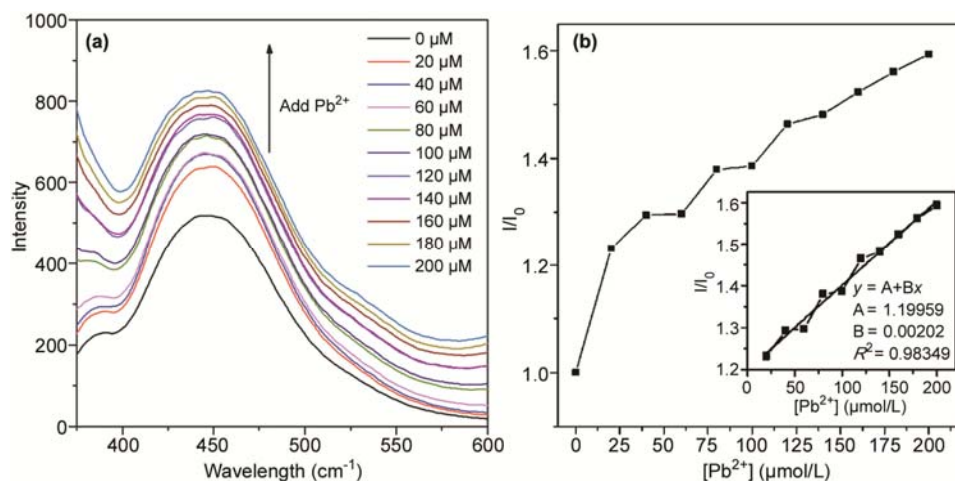 (a)
1000
800
600
400
200
0
Intensity
400
450
500
550
600
Wavelength (cm⁻¹)
Add Pb²⁺
0 µM
20 µM
40 µM
60 µM
80 µM
100 µM
120 µM
140 µM
160 µM
180 µM
200 µM
(b)
1.6
1.4
1.2
1.0
I/I₀
0
25
50
75
100
125
150
175
200
[Pb²⁺] (µmol/L)
1.6
1.5
1.4
1.3
1.2
I/I₀
0
50
100
150
200
[Pb²⁺] (µmol/L)
y = A+Bx
A = 1.19959
B = 0.00202
R² = 0.98349